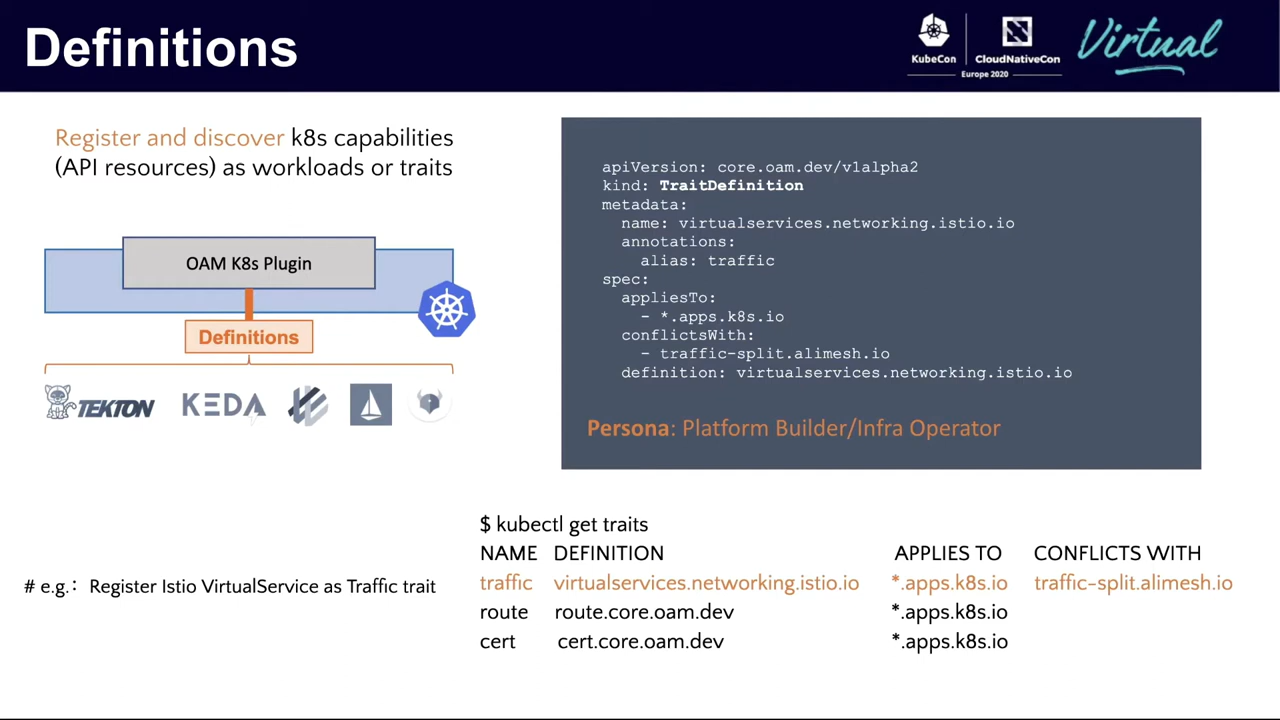 Definitions
KubeCon
CloudNativeCon
Europe 2020
Virtual
Register and discover k8s capabilities
(API resources) as workloads or traits
OAM K8s Plugin
Definitions
TEKTON
KEDA
apiVersion: core.oam.dev/v1alpha2
kind: TraitDefinition
metadata:
  name: virtualservices.networking.istio.io
  annotations:
    alias: traffic
spec:
  appliesTo:
    - *.apps.k8s.io
  conflictsWith:
    - traffic-split.alimesh.io
  definition: virtualservices.networking.istio.io
Persona: Platform Builder/Infra Operator
# e.g.: Register Istio VirtualService as Traffic trait
$ kubectl get traits
NAME DEFINITION APPLIES TO CONFLICTS WITH
traffic virtualservices.networking.istio.io *.apps.k8s.io traffic-split.alimesh.io
route route.core.oam.dev *.apps.k8s.io
cert cert.core.oam.dev *.apps.k8s.io